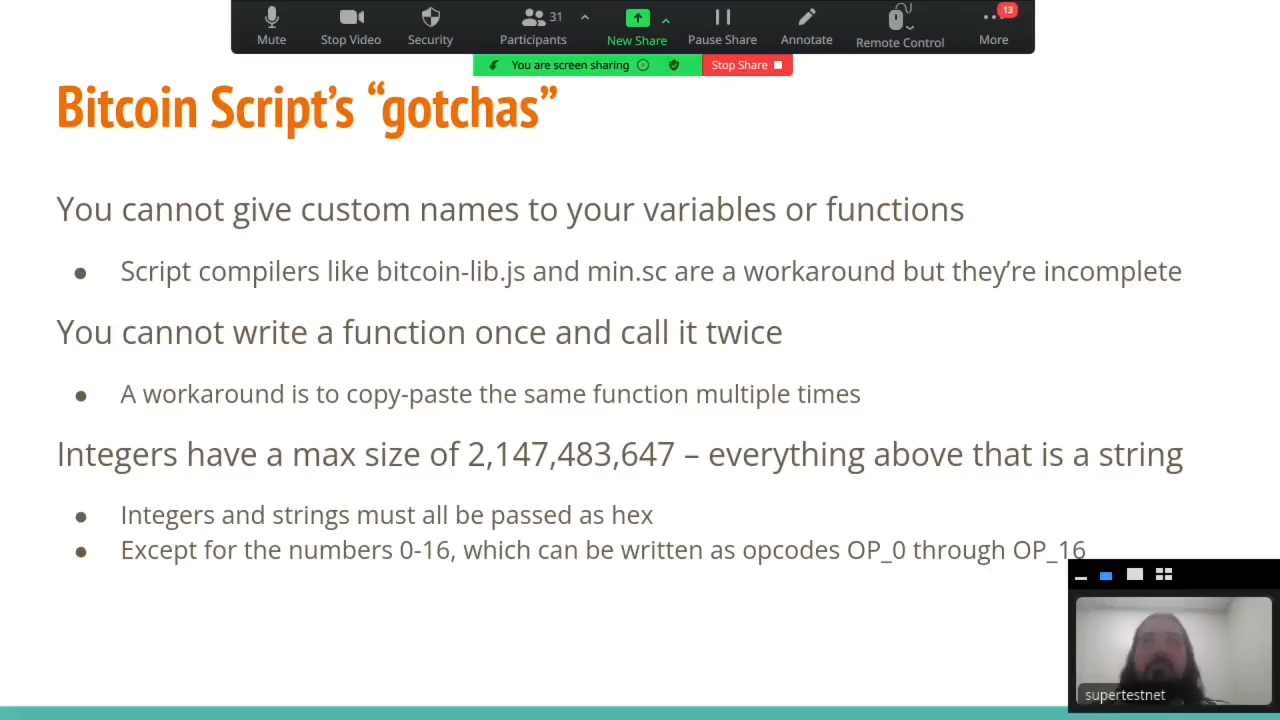 31
13
Mute
Stop Video
Security
Participants
New Share
Pause Share
Annotate
Remote Control
More
You are screen sharing
Stop Share
Bitcoin Script’s “gotchas”
You cannot give custom names to your variables or functions
● Script compilers like bitcoin-lib.js and min.sc are a workaround but they’re incomplete
You cannot write a function once and call it twice
● A workaround is to copy-paste the same function multiple times
Integers have a max size of 2,147,483,647 – everything above that is a string
● Integers and strings must all be passed as hex
● Except for the numbers 0-16, which can be written as opcodes OP_0 through OP_16
supertestnet